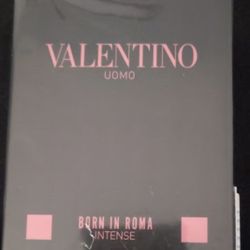 VALENTINO
UOMO
BORN IN ROMA
INTENSE